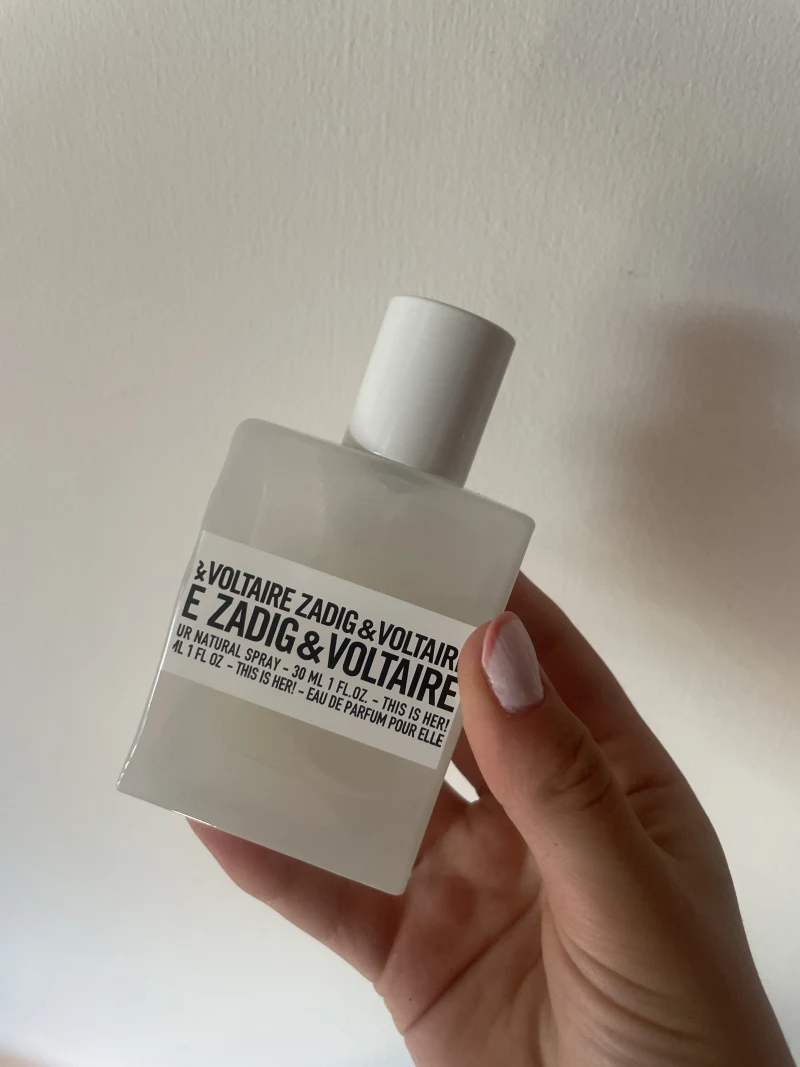 &VOLTAIRE ZADIG&VOLTAIR
E ZADIG&VOLTAIRE
UR NATURAL SPRAY - 30 ML 1 FL.OZ. - THIS IS HER!
ML 1 FL OZ - THIS IS HER! - EAU DE PARFUM POUR ELLE